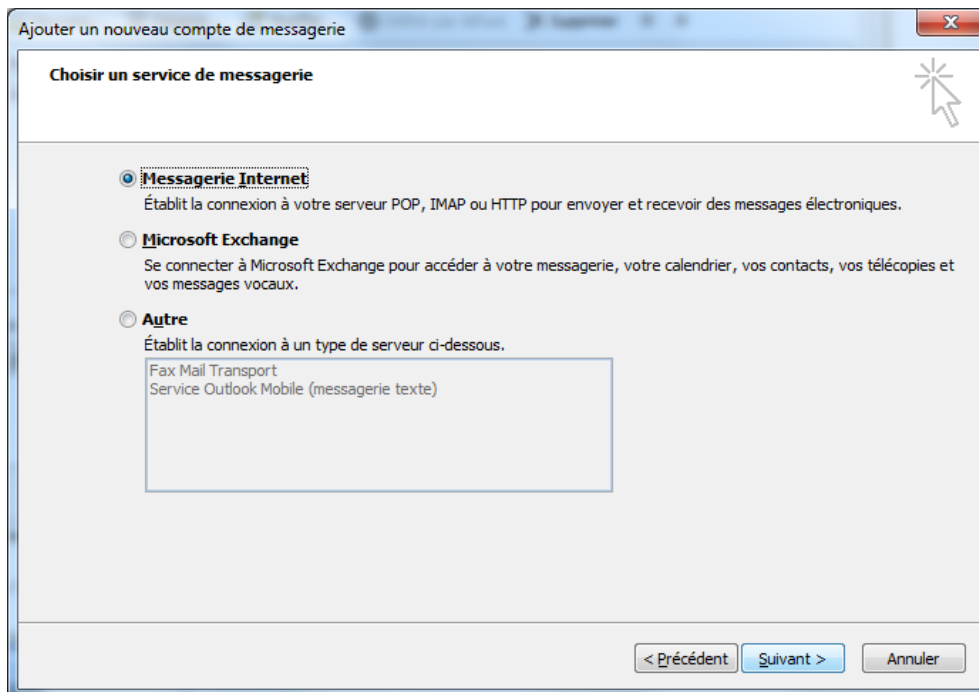 Supprimer
Ajouter un nouveau compte de messagerie
Choisir un service de messagerie
Messagerie Internet
Établit la connexion à votre serveur POP, IMAP ou HTTP pour envoyer et recevoir des messages électroniques.
Microsoft Exchange
Se connecter à Microsoft Exchange pour accéder à votre messagerie, votre calendrier, vos contacts, vos télécopies et
vos messages vocaux.
Autre
Établit la connexion à un type de serveur ci-dessous.
Fax Mail Transport
Service Outlook Mobile (messagerie texte)
< Précédent
Suivant >
Annuler